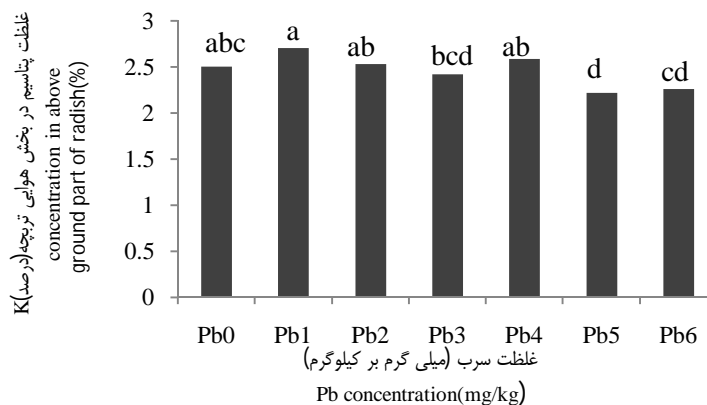 غلظت پتاسیم در بخش هوایی تربچه(درصد)K
concentration in above
ground part of radish(%)
3
2.5
2
1.5
1
0.5
0
abc
a
ab
bcd
ab
d
cd
Pb0 Pb1 Pb2 Pb3 Pb4 Pb5 Pb6
غلظت سرب (میلی گرم بر کیلوگرم)
Pb concentration(mg/kg)